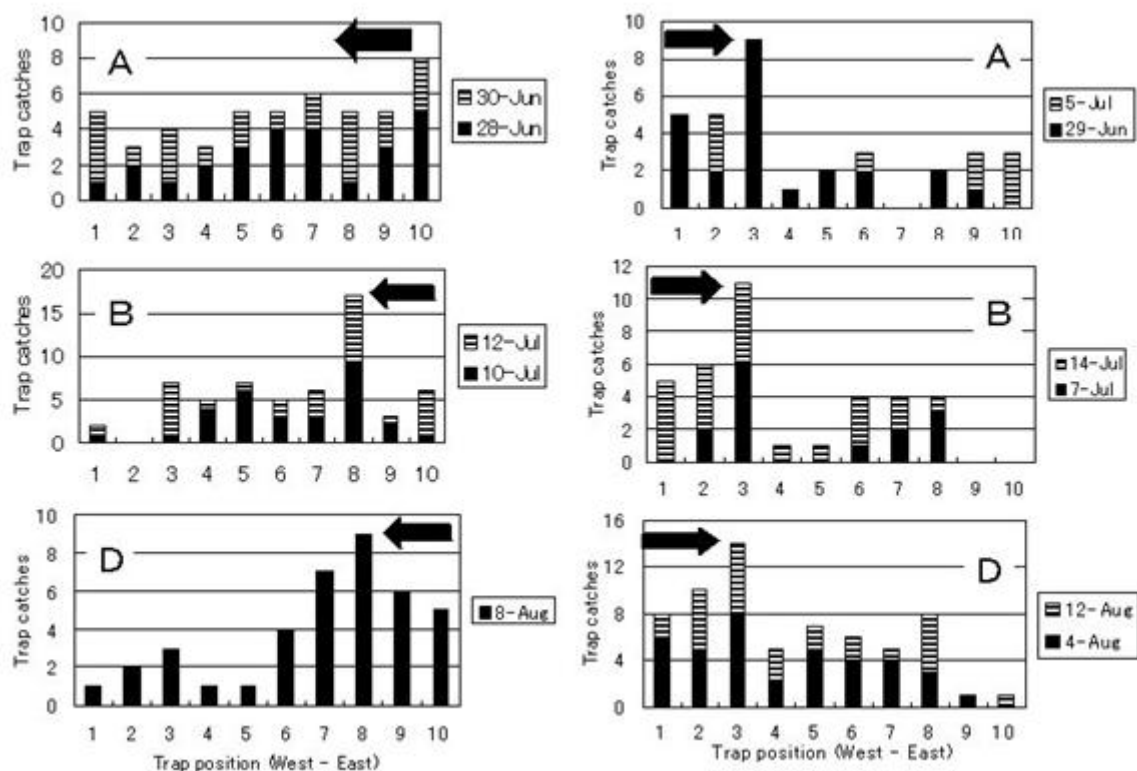 10
8
6
4
2
0
Trap catches
A
30-Jun
28-Jun
1 2 3 4 5 6 7 8 9 10
10
8
6
4
2
0
Trap catches
A
5-Jul
29-Jun
1 2 3 4 5 6 7 8 9 10
20
15
10
5
0
Trap catches
B
12-Jul
10-Jul
1 2 3 4 5 6 7 8 9 10
12
10
8
6
4
2
0
Trap catches
B
14-Jul
7-Jul
1 2 3 4 5 6 7 8 9 10
10
8
6
4
2
0
Trap catches
D
8-Aug
1 2 3 4 5 6 7 8 9 10
Trap position (West - East)
16
12
8
4
0
Trap catches
D
12-Aug
4-Aug
1 2 3 4 5 6 7 8 9 10
Trap position (West - East)